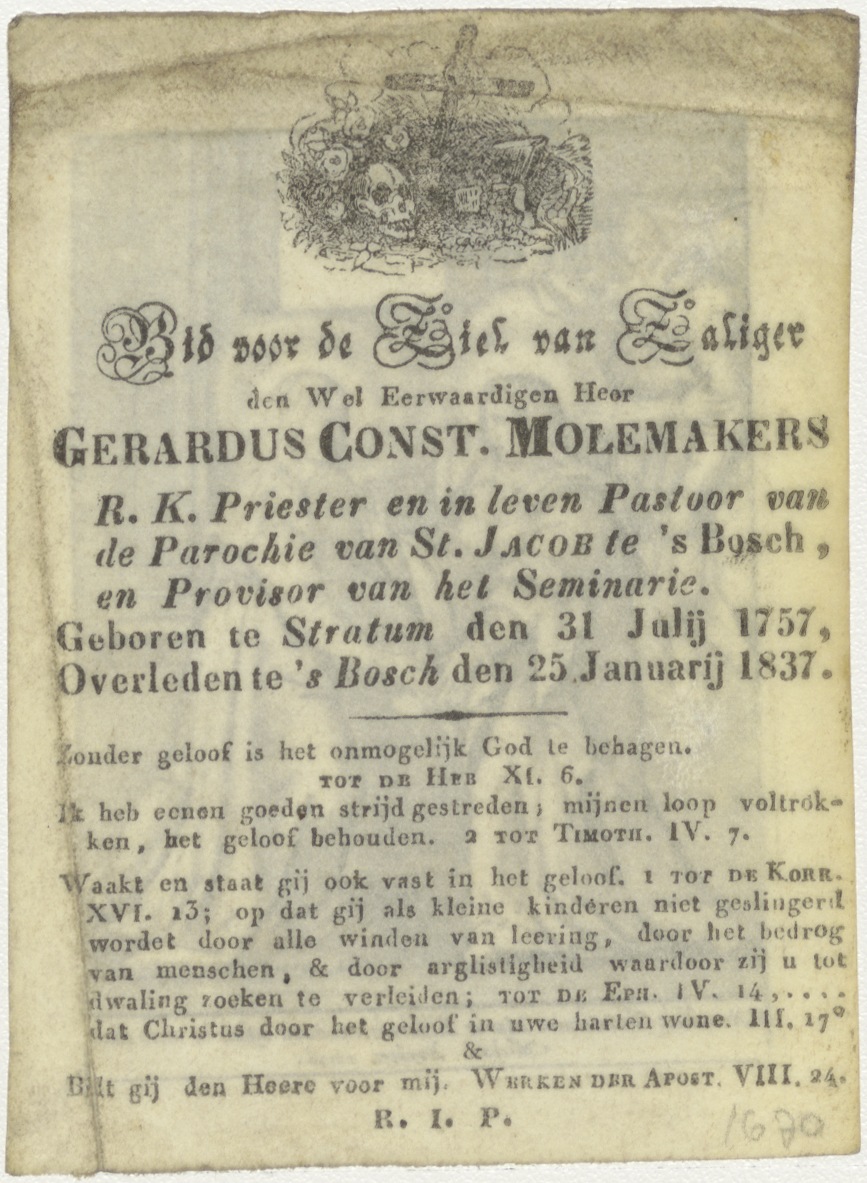 Bid voor de Ziel van Zaliger
den Wel Eerwaardigen Heer
GERARDUS CONST. MOLEMAKERS
R. K. Priester en in leven Pastoor van
de Parochie van St. JACOB te 's Bosch,
en Provisor van het Seminarie.
Geboren te Stratum den 31 Julij 1757,
Overleden te 's Bosch den 25 Januarij 1837.
Zonder geloof is het onmogelijk God te behagen.
TOT DE HEB XI. 6.
Ik heb eenen goeden strijd gestreden; mijnen loop voltrok-
ken, het geloof behouden. 2 TOT TIMOTH. IV. 7.
Waakt en staat gij ook vast in het geloof. 1 TOT DE KORR.
XVI. 13; op dat gij als kleine kinderen niet geslingerd
wordet door alle winden van leering, door het bedrog
van menschen, & door arglistigheid waardoor zij u tot
dwaling zoeken te verleiden; TOT DE EPH. IV. 14,....
dat Christus door het geloof in uwe harten wone. III. 17.
&
Bidt gij den Heere voor mij. WERKEN DER APOST. VIII. 24.
R. I. P.